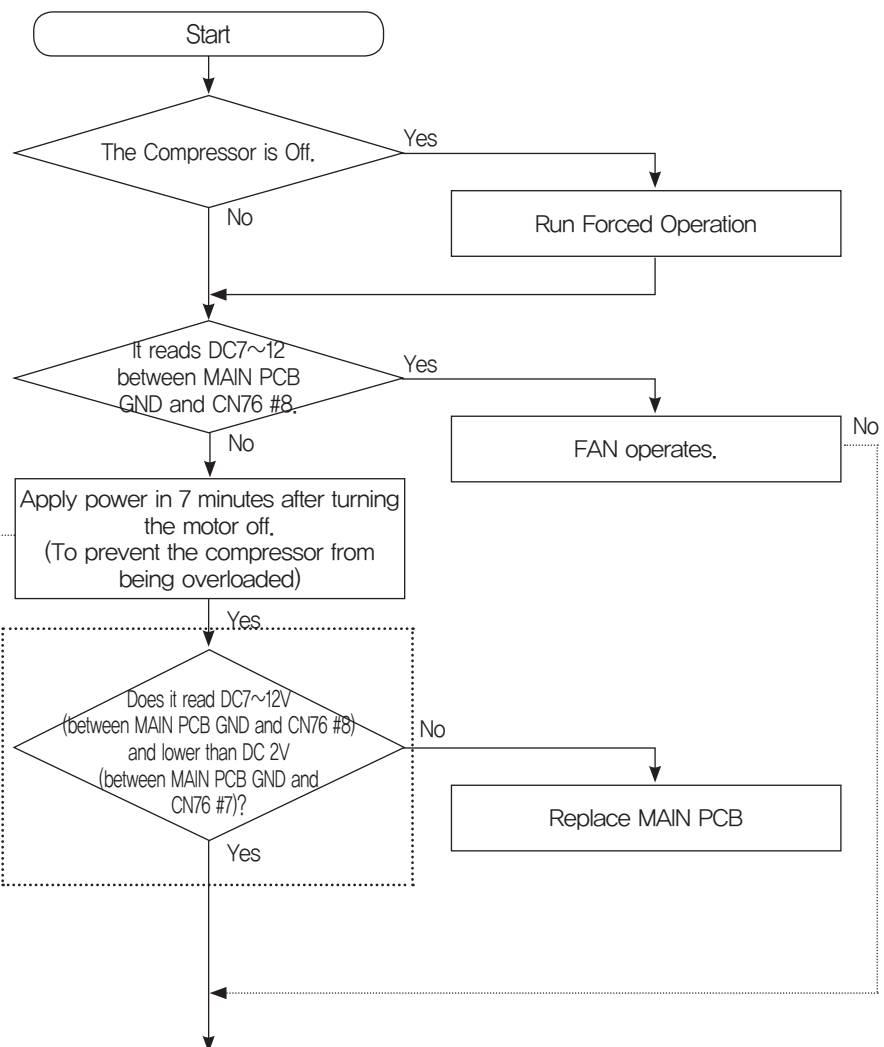 Start
The Compressor is Off.
Yes
No
Run Forced Operation
It reads DC7～12
between MAIN PCB
GND and CN76 #8.
Yes
No
FAN operates.
No
Apply power in 7 minutes after turning
the motor off.
(To prevent the compressor from
being overloaded)
Yes
Does it read DC7～12V
(between MAIN PCB GND and CN76 #8)
and lower than DC 2V
(between MAIN PCB GND and
CN76 #7)?
No
Yes
Replace MAIN PCB